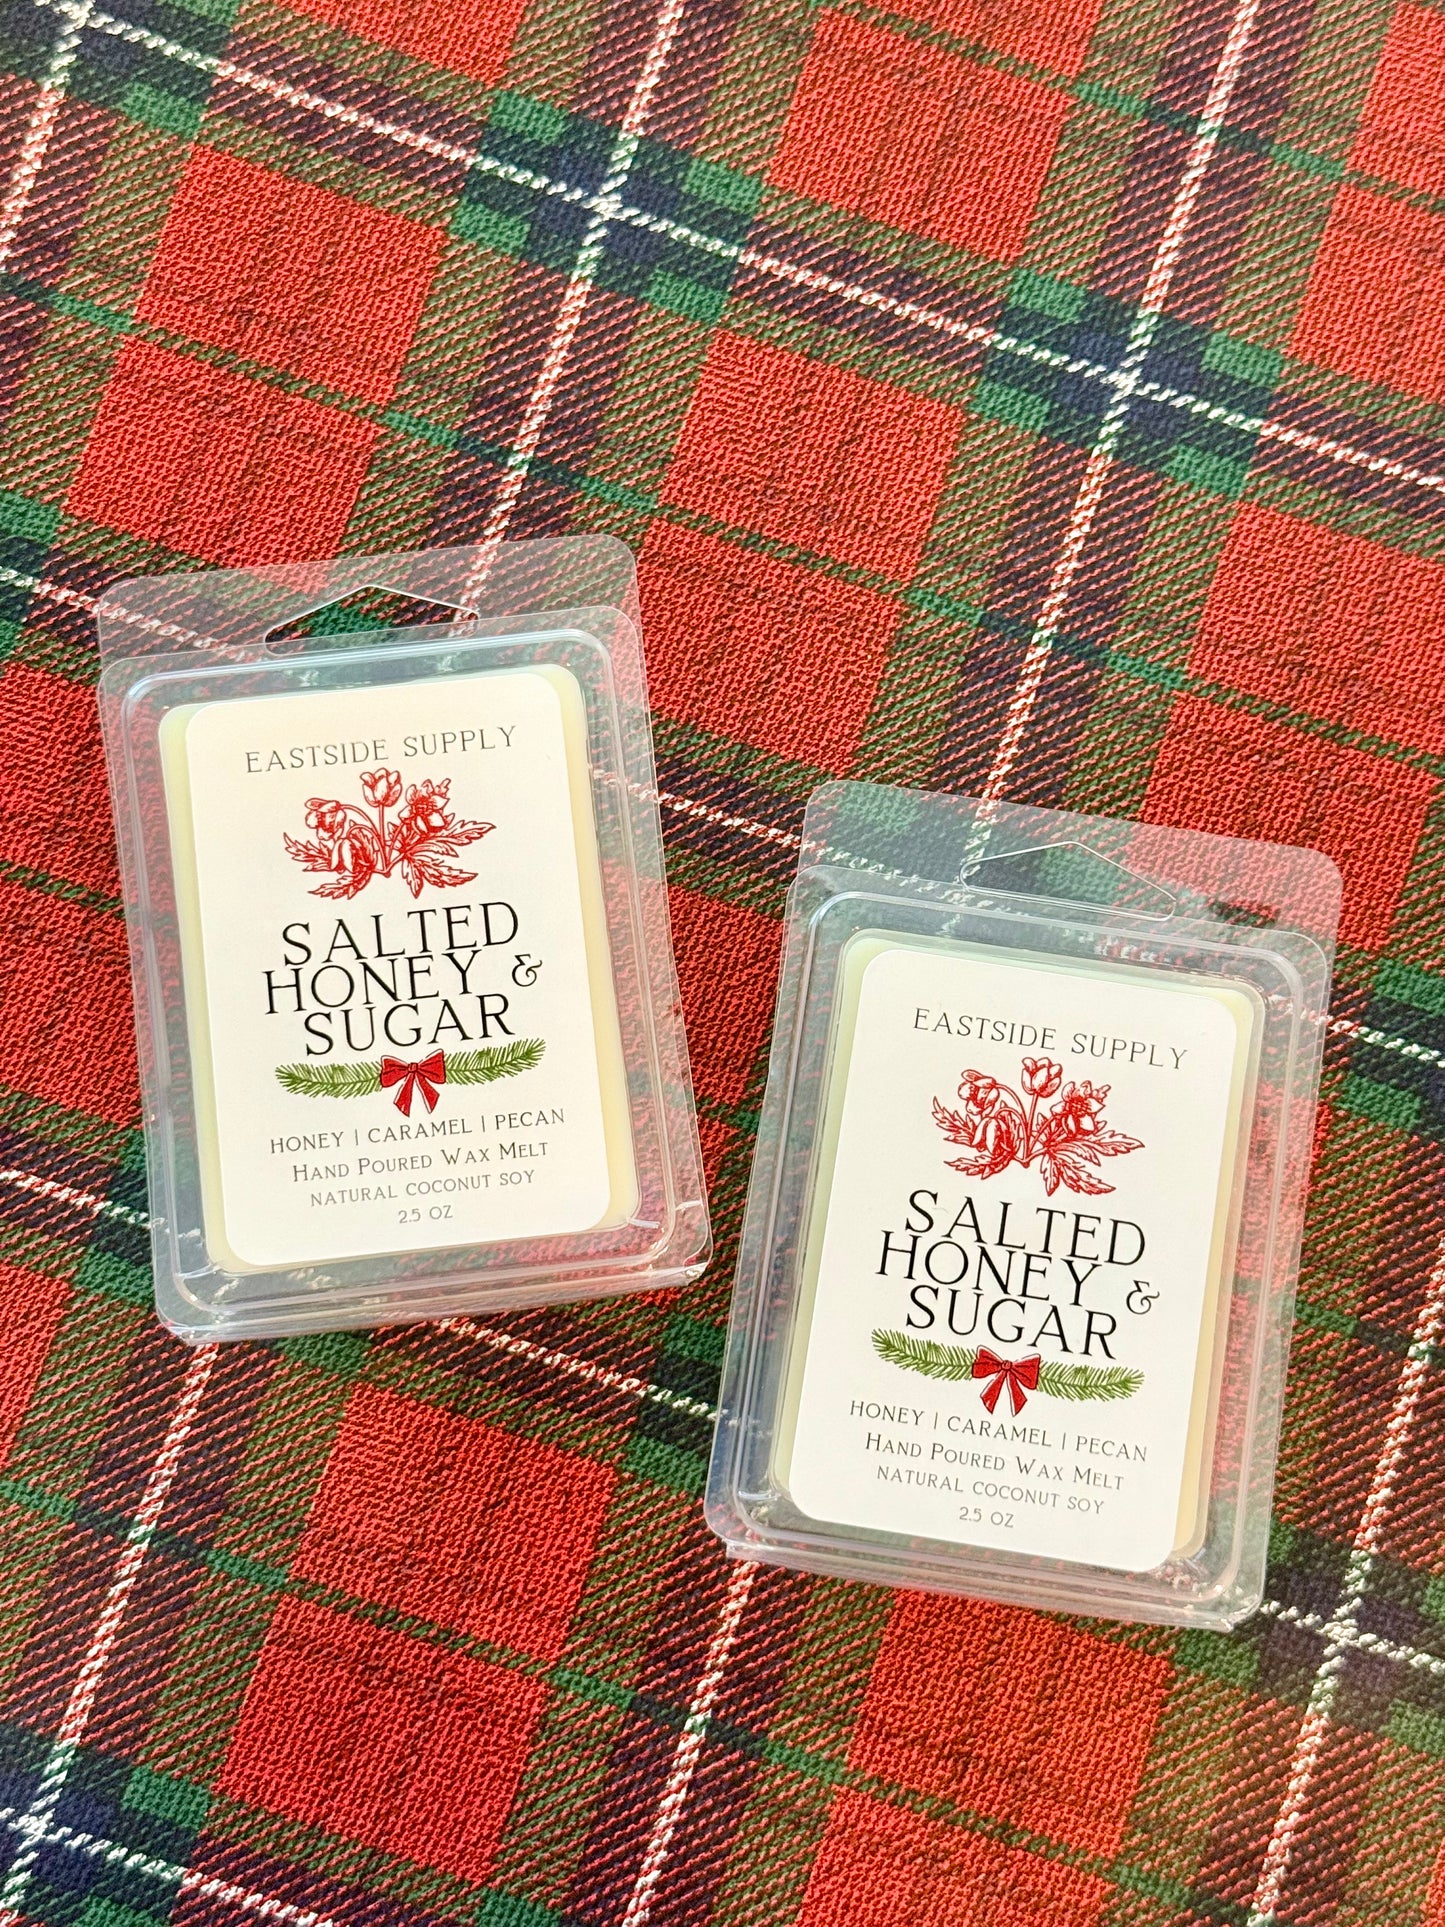 EASTSIDE SUPPLY
SALTED
HONEY &
SUGAR
HONEY | CARAMEL | PECAN
HAND POURED WAX MELT
NATURAL COCONUT SOY
2.5 OZ
EASTSIDE SUPPLY
SALTED
HONEY &
SUGAR
HONEY | CARAMEL | PECAN
HAND POURED WAX MELT
NATURAL COCONUT SOY
2.5 OZ